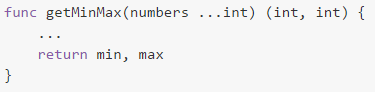 func getMinMax(numbers ...int) (int, int) {
    ...
    return min, max
}